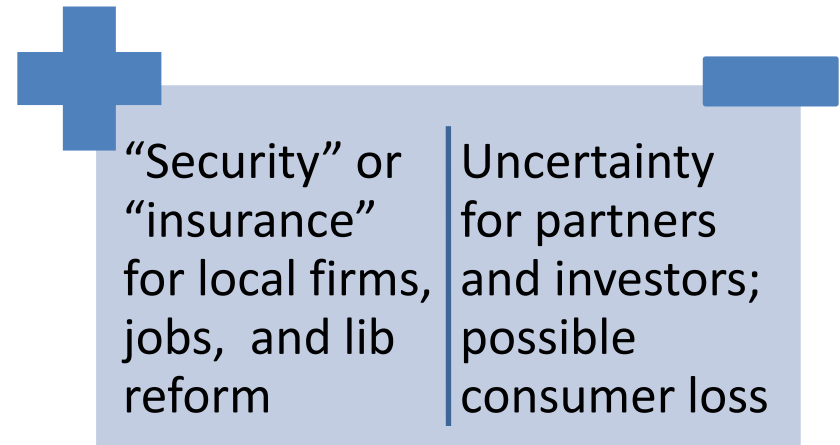 “Security” or
“insurance”
for local firms,
jobs,  and lib
reform
Uncertainty
for partners
and investors;
possible
consumer loss